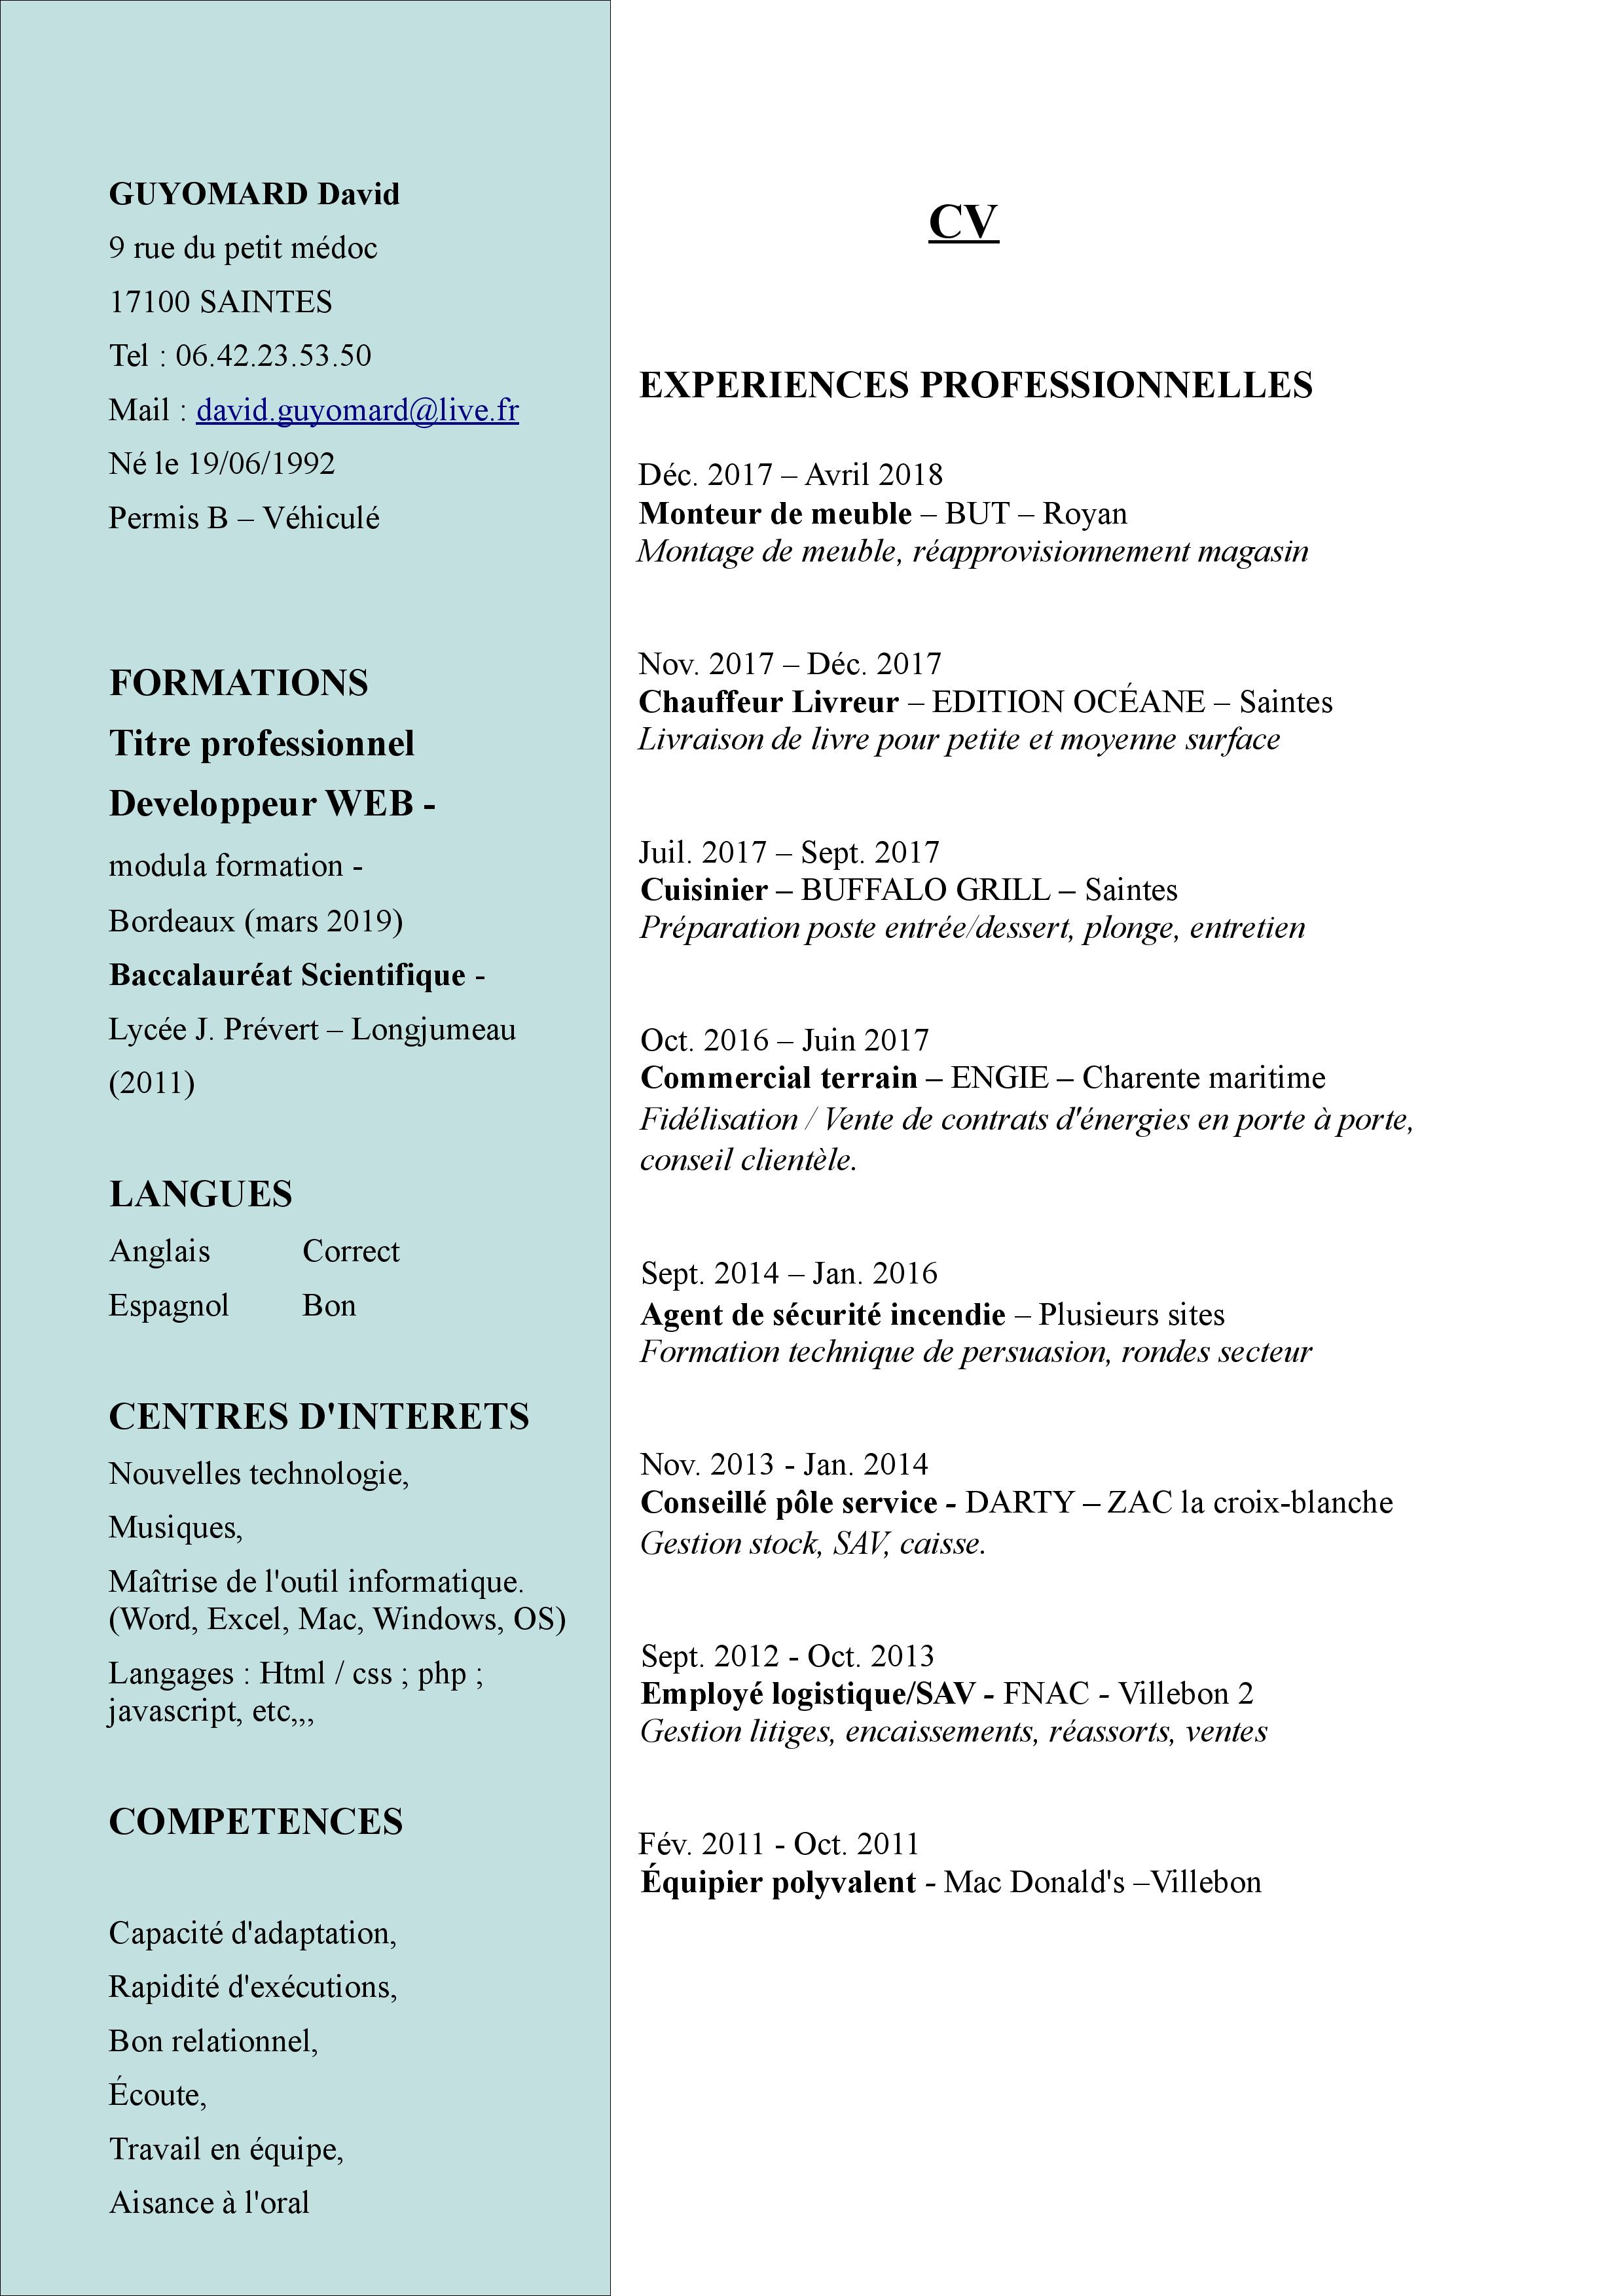 GUYOMARD David
9 rue du petit médoc
17100 SAINTES
Tel : 06.42.23.53.50
Mail : david.guyomard@live.fr
Né le 19/06/1992
Permis B – Véhiculé
FORMATIONS
Titre professionnel
Developpeur WEB -
modula formation -
Bordeaux (mars 2019)
Baccalauréat Scientifique -
Lycée J. Prévert – Longjumeau
(2011)
LANGUES
Anglais Correct
Espagnol Bon
CENTRES D'INTERETS
Nouvelles technologie,
Musiques,
Maîtrise de l'outil informatique.
(Word, Excel, Mac, Windows, OS)
Langages : Html / css ; php ;
javascript, etc,,,
COMPETENCES
Capacité d'adaptation,
Rapidité d'exécutions,
Bon relationnel,
Écoute,
Travail en équipe,
Aisance à l'oral
CV
EXPERIENCES PROFESSIONNELLES
Déc. 2017 – Avril 2018
Monteur de meuble – BUT – Royan
Montage de meuble, réapprovisionnement magasin
Nov. 2017 – Déc. 2017
Chauffeur Livreur – EDITION OCÉANE – Saintes
Livraison de livre pour petite et moyenne surface
Juil. 2017 – Sept. 2017
Cuisinier – BUFFALO GRILL – Saintes
Préparation poste entrée/dessert, plonge, entretien
Oct. 2016 – Juin 2017
Commercial terrain – ENGIE – Charente maritime
Fidélisation / Vente de contrats d'énergies en porte à porte,
conseil clientèle.
Sept. 2014 – Jan. 2016
Agent de sécurité incendie – Plusieurs sites
Formation technique de persuasion, rondes secteur
Nov. 2013 - Jan. 2014
Conseillé pôle service - DARTY – ZAC la croix-blanche
Gestion stock, SAV, caisse.
Sept. 2012 - Oct. 2013
Employé logistique/SAV - FNAC - Villebon 2
Gestion litiges, encaissements, réassorts, ventes
Fév. 2011 - Oct. 2011
Équipier polyvalent - Mac Donald's –Villebon